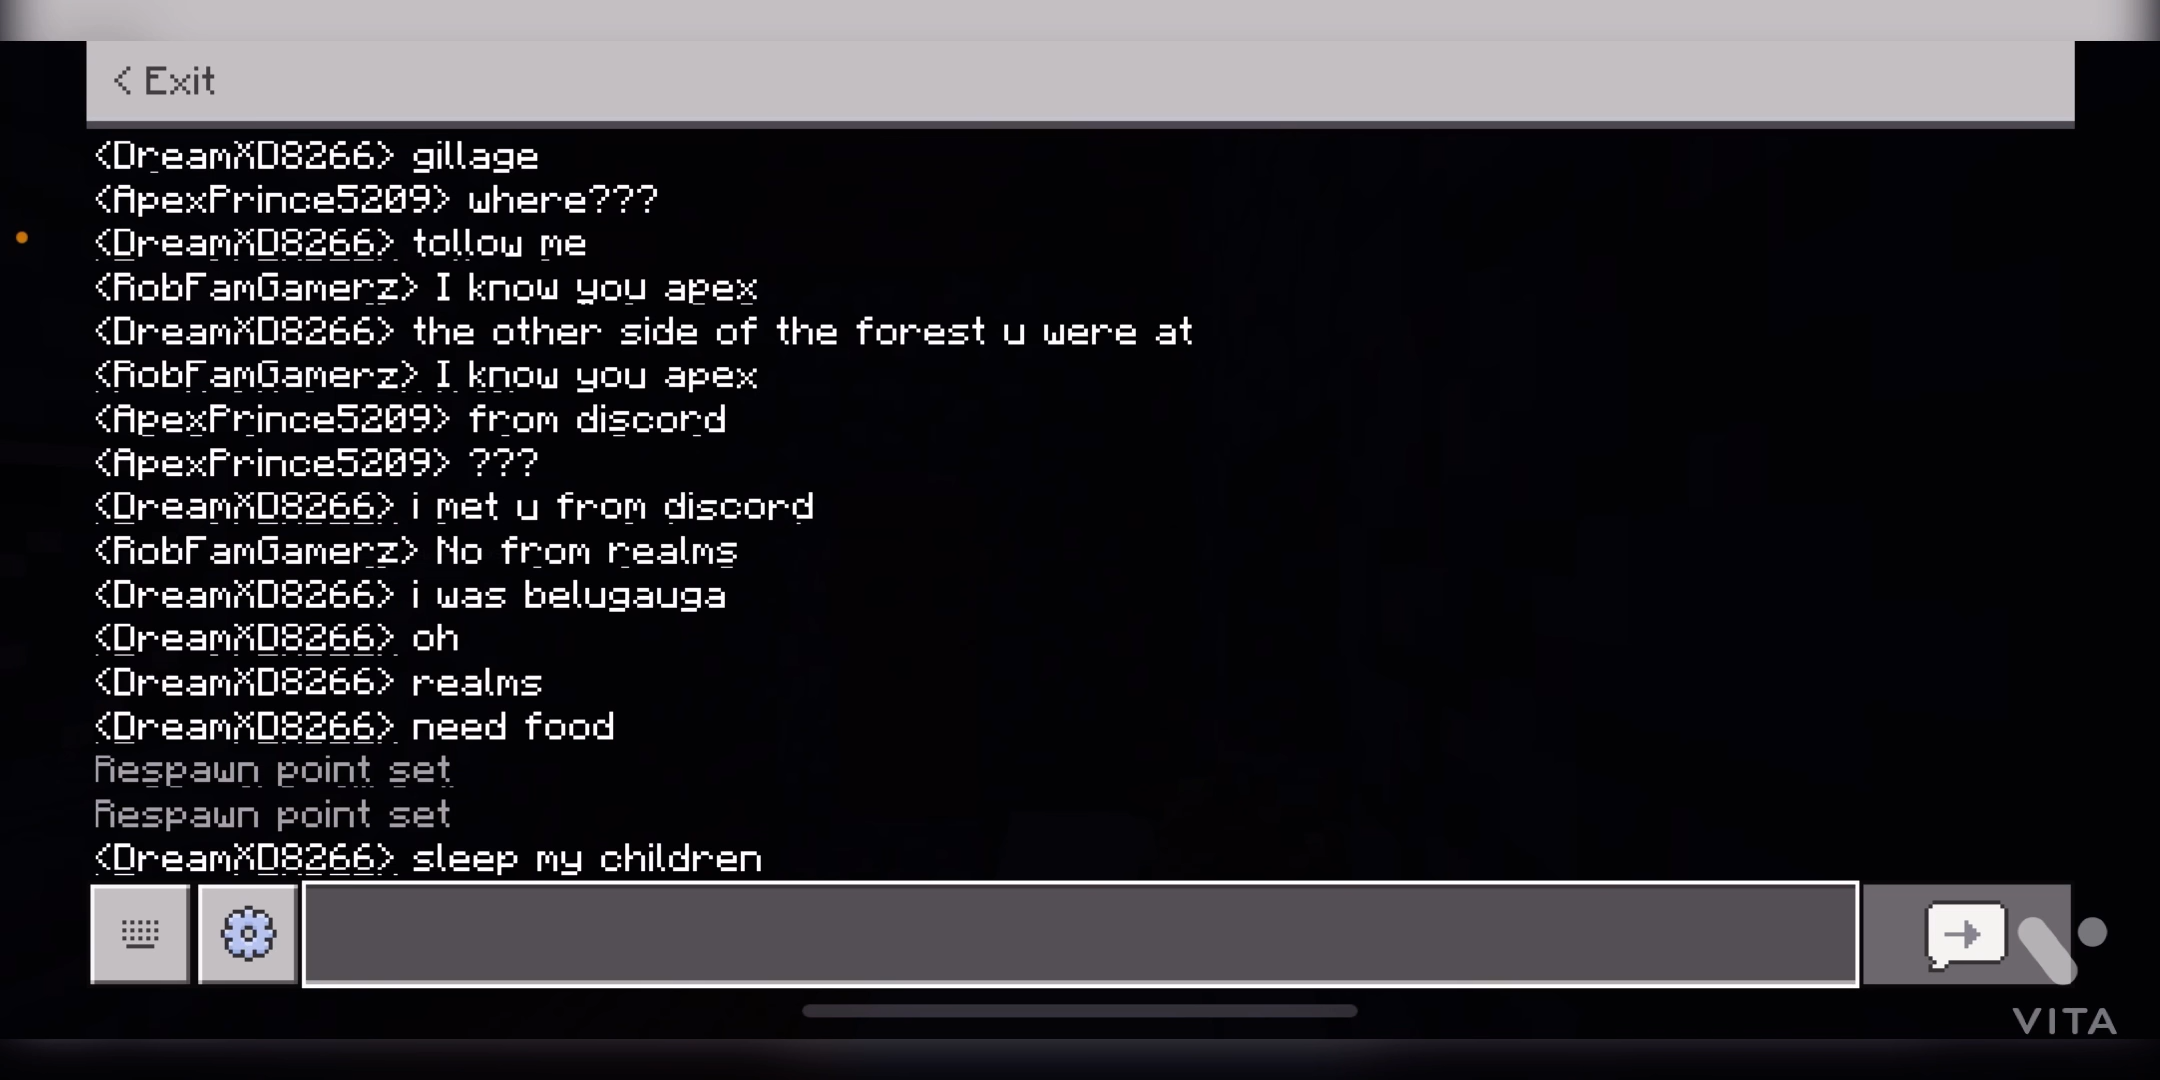 < Exit
<DreamXD8266> gillage
<ApexPrince5209> where???
<DreamXD8266> tollow me
<RobFamGamerz> I know you apex
<DreamXD8266> the other side of the forest u were at
<RobFamGamerz> I know you apex
<ApexPrince5209> from discord
<ApexPrince5209> ???
<DreamXD8266> i met u from discord
<RobFamGamerz> No from realms
<DreamXD8266> i was belugauga
<DreamXD8266> oh
<DreamXD8266> realms
<DreamXD8266> need food
Respawn point set
Respawn point set
<DreamXD8266> sleep my children
VITA